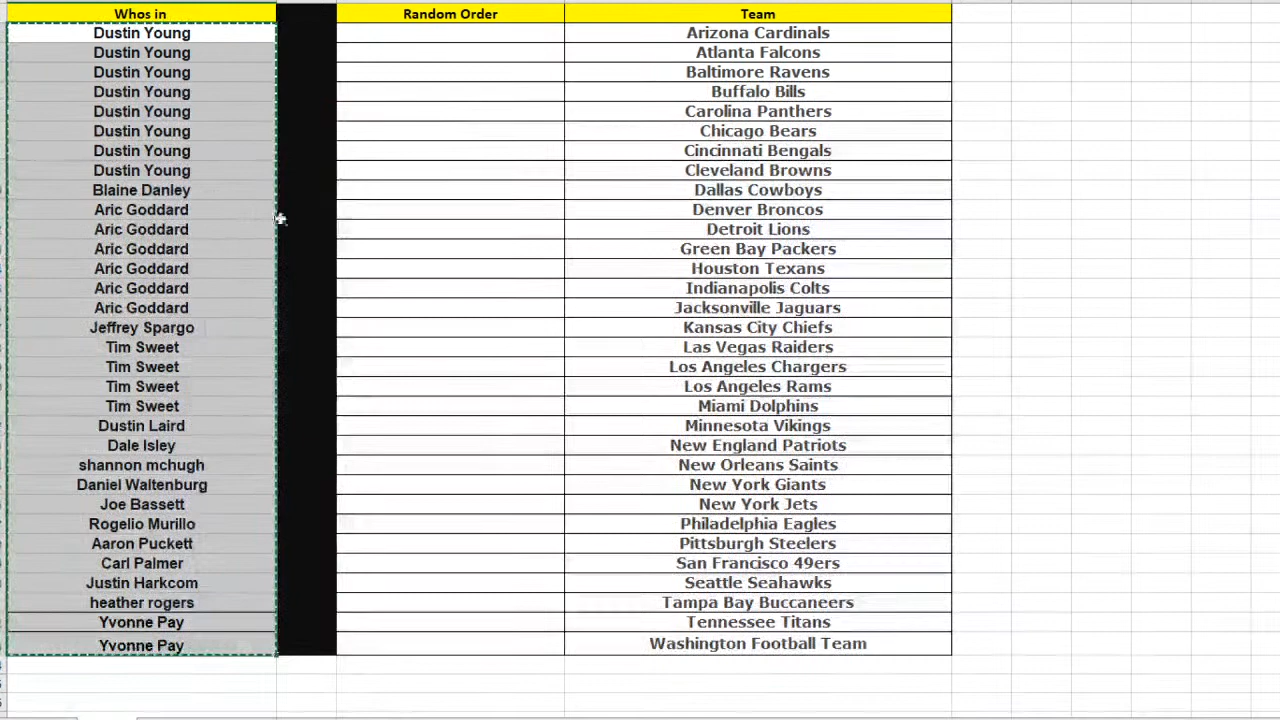 Whos in Random Order Team
Dustin Young Arizona Cardinals
Dustin Young Atlanta Falcons
Dustin Young Baltimore Ravens
Dustin Young Buffalo Bills
Dustin Young Carolina Panthers
Dustin Young Chicago Bears
Dustin Young Cincinnati Bengals
Dustin Young Cleveland Browns
Blaine Danley Dallas Cowboys
Aric Goddard Denver Broncos
Aric Goddard Detroit Lions
Aric Goddard Green Bay Packers
Aric Goddard Houston Texans
Aric Goddard Indianapolis Colts
Aric Goddard Jacksonville Jaguars
Jeffrey Spargo Kansas City Chiefs
Tim Sweet Las Vegas Raiders
Tim Sweet Los Angeles Chargers
Tim Sweet Los Angeles Rams
Tim Sweet Miami Dolphins
Dustin Laird Minnesota Vikings
Dale Isley New England Patriots
shannon mchugh New Orleans Saints
Daniel Waltenburg New York Giants
Joe Bassett New York Jets
Rogelio Murillo Philadelphia Eagles
Aaron Puckett Pittsburgh Steelers
Carl Palmer San Francisco 49ers
Justin Harkcom Seattle Seahawks
heather rogers Tampa Bay Buccaneers
Yvonne Pay Tennessee Titans
Yvonne Pay Washington Football Team